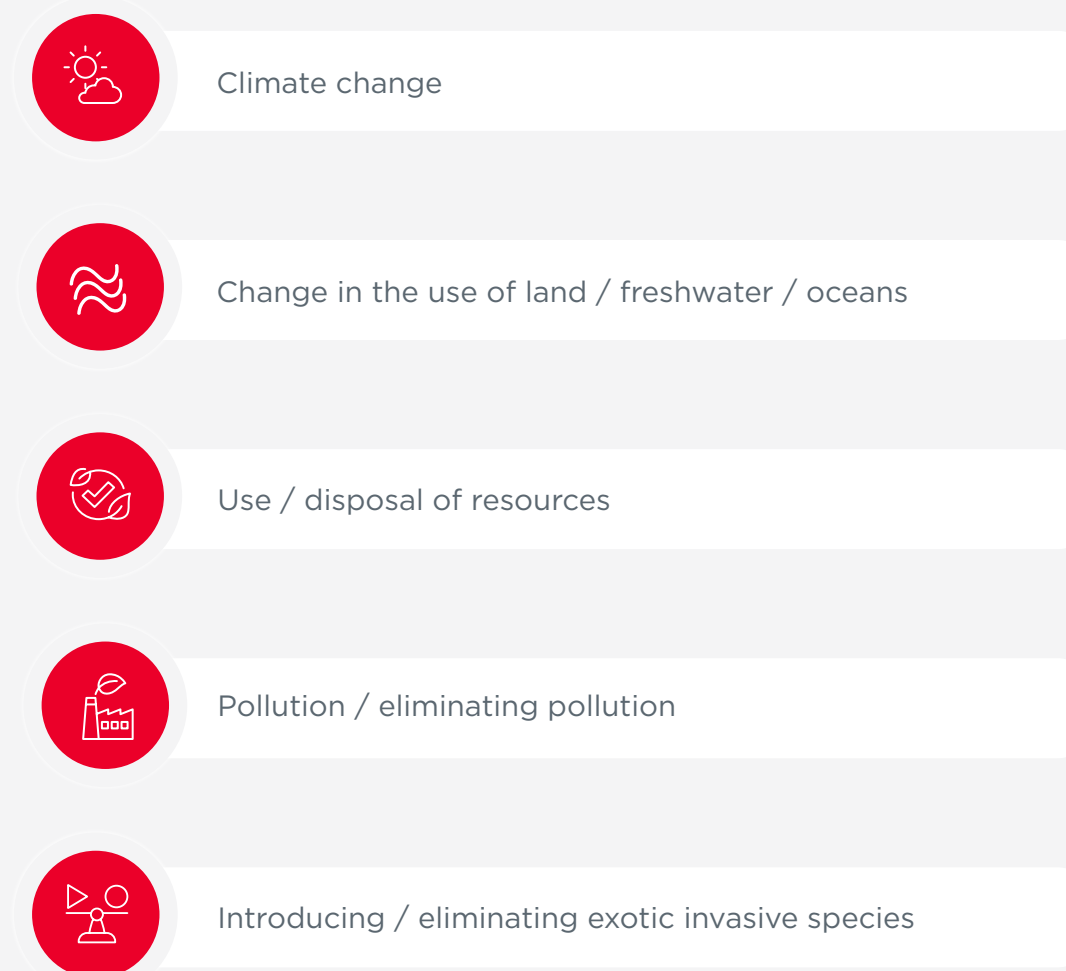 Climate change
Change in the use of land / freshwater / oceans
Use / disposal of resources
Pollution / eliminating pollution
Introducing / eliminating exotic invasive species